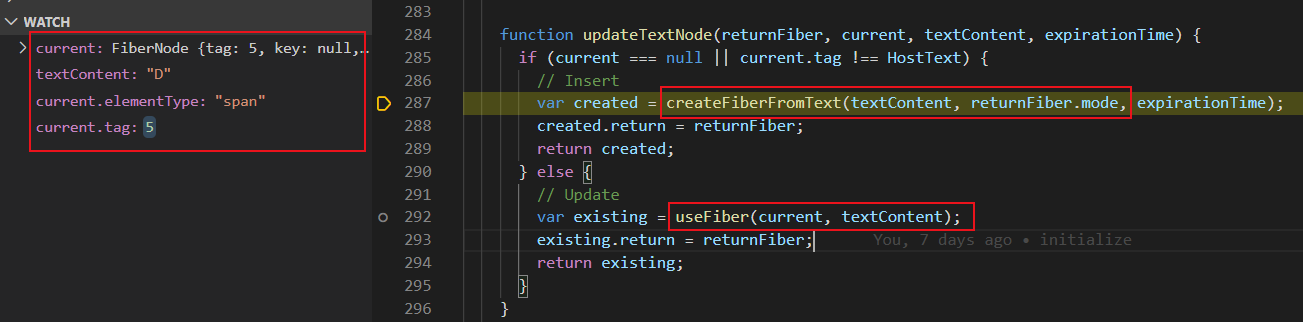 WATCH
current: FiberNode {tag: 5, key: null,…
textContent: "D"
current.elementType: "span"
current.tag: 5
283
284 function updateTextNode(returnFiber, current, textContent, expirationTime) {
285 if (current === null || current.tag !== HostText) {
286 // Insert
287 var created = createFiberFromText(textContent, returnFiber.mode, expirationTime);
288 created.return = returnFiber;
289 return created;
290 } else {
291 // Update
292 var existing = useFiber(current, textContent);
293 existing.return = returnFiber; You, 7 days ago • initialize
294 return existing;
295 }
296 }